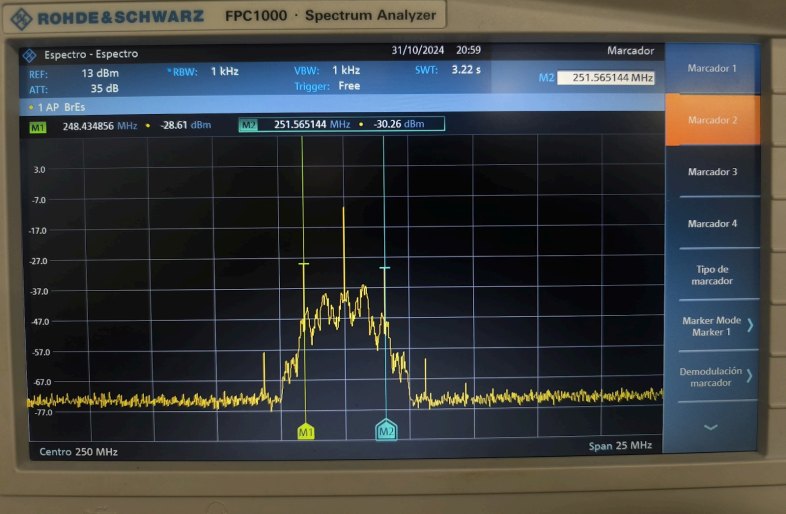 ROHDE&SCHWARZ FPC1000 · Spectrum Analyzer
Espectro - Espectro 31/10/2024 20:59 Marcador
REF: 13 dBm *RBW: 1 kHz VBW: 1 kHz SWT: 3.22 s M2 251.565144 MHz
ATT: 35 dB Trigger: Free
1 AP BrEs
M1 248.434856 MHz • -28.61 dBm M2 251.565144 MHz • -30.26 dBm
3.0
-7.0
-17.0
-27.0
-37.0
-47.0
-57.0
-67.0
-77.0
M1 M2
Centro 250 MHz Span 25 MHz
Marcador 1
Marcador 2
Marcador 3
Marcador 4
Tipo de
marcador
Marker Mode
Marker 1
Demodulación
marcador